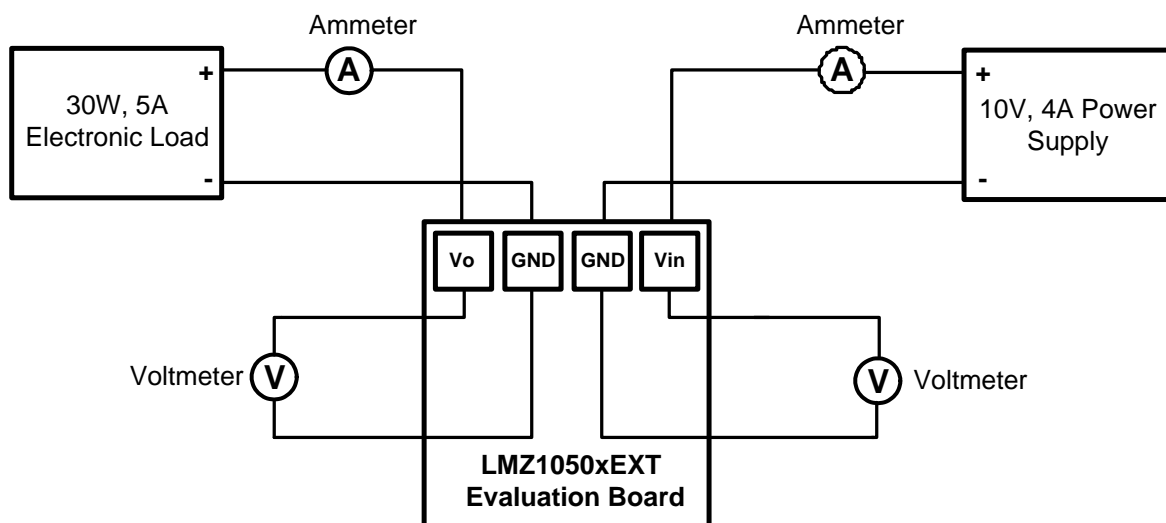 Ammeter
Ammeter
+
A
A
+
30W, 5A
Electronic Load
10V, 4A Power
Supply
-
-
Vo
GND
GND
Vin
Voltmeter
V
V
Voltmeter
LMZ1050xEXT
Evaluation Board